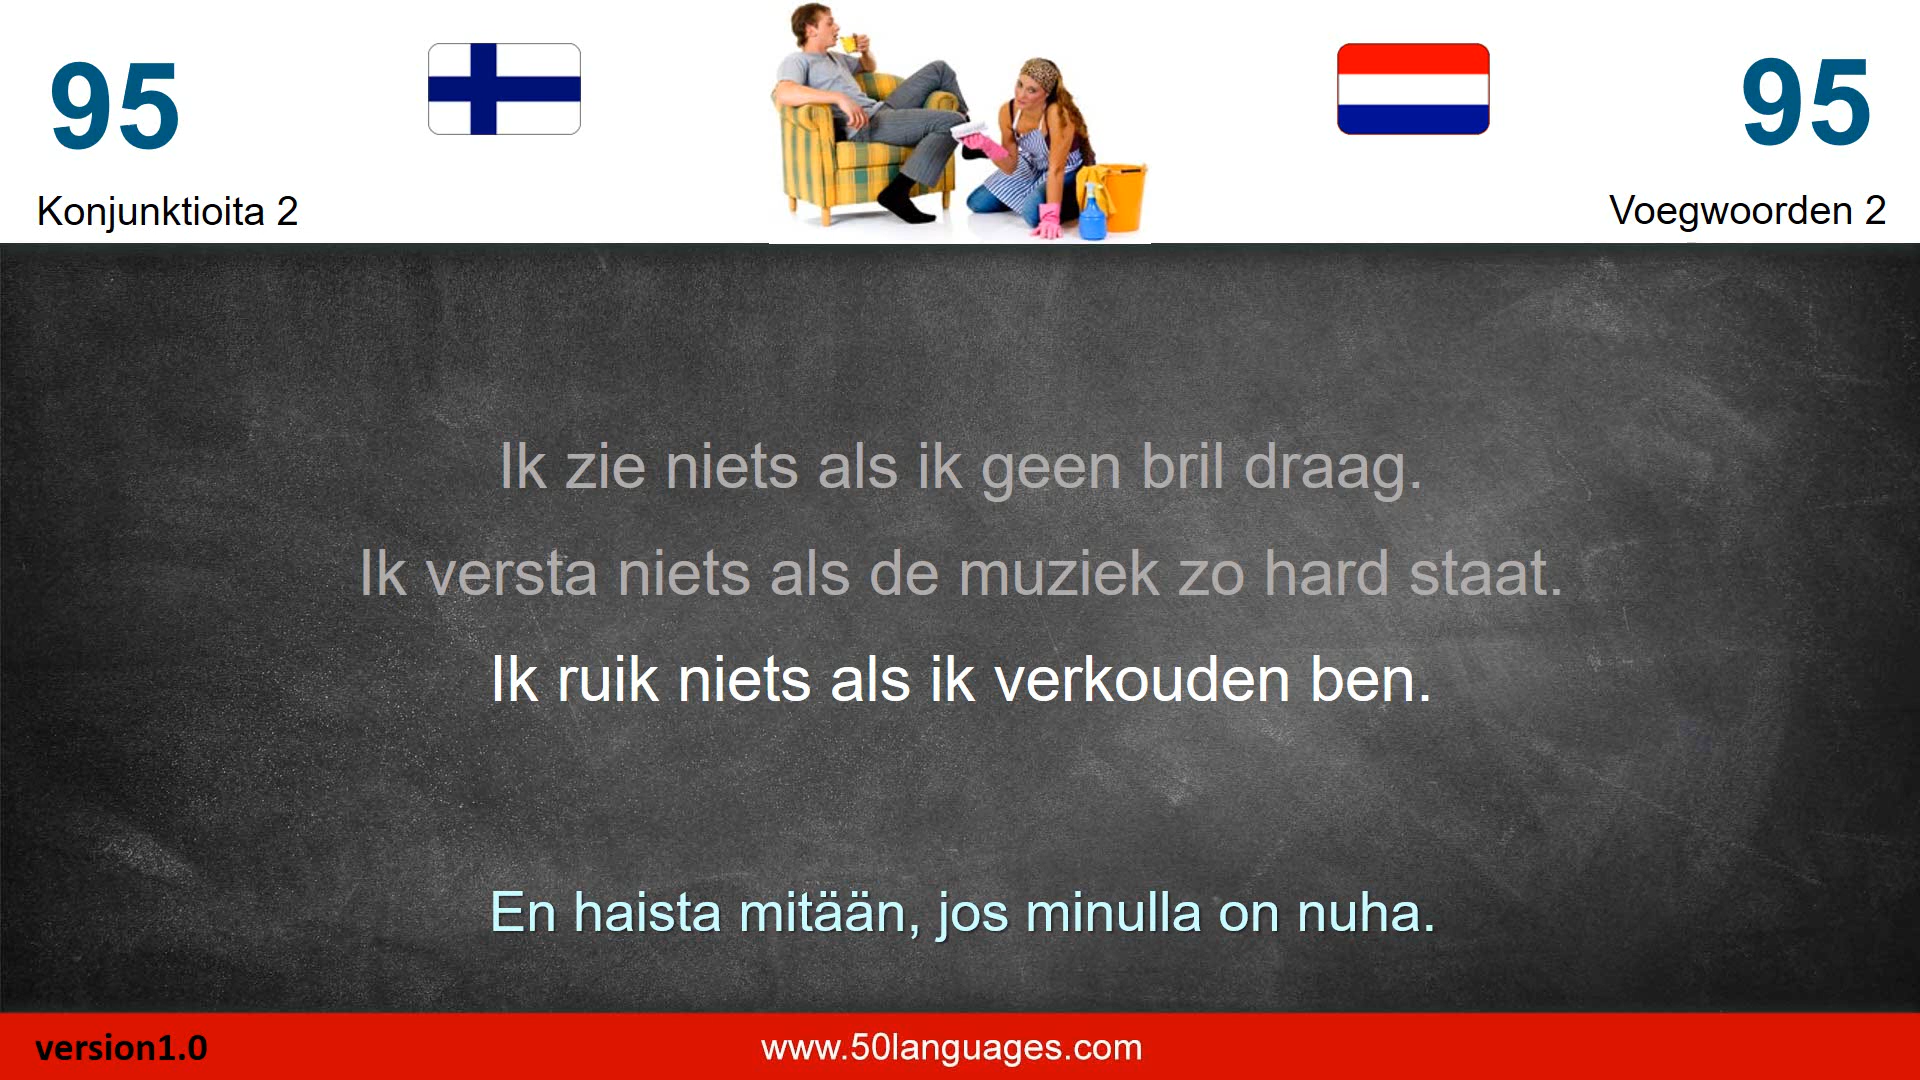 95
95
Konjunktioita 2
Voegwoorden 2
Ik zie niets als ik geen bril draag.
Ik versta niets als de muziek zo hard staat.
Ik ruik niets als ik verkouden ben.
En haista mitään, jos minulla on nuha.
version1.0
www.50languages.com